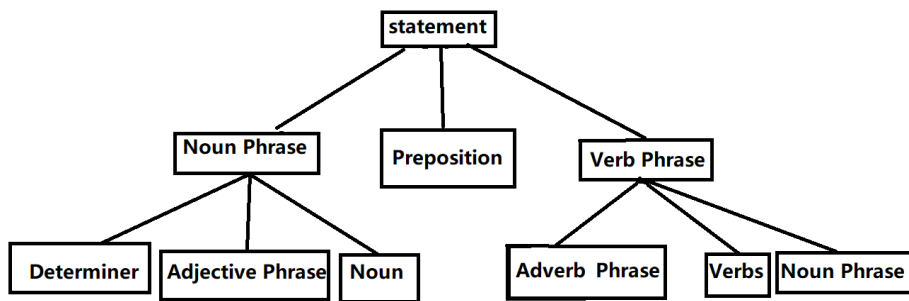 statement
Noun Phrase
Preposition
Verb Phrase
Determiner
Adjective Phrase
Noun
Adverb Phrase
Verbs
Noun Phrase